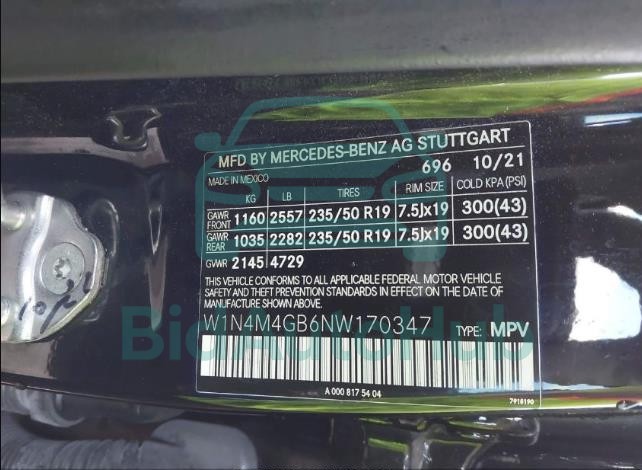 MFD BY MERCEDES-BENZ AG STUTTGART
696 10/21
MADE IN MEXICO
KG LB TIRES RIM SIZE COLD KPA (PSI)
GAWR FRONT 1160 2557 235/50 R19 7.5Jx19 300(43)
GAWR REAR 1035 2282 235/50 R19 7.5Jx19 300(43)
GVWR 2145 4729
THIS VEHICLE CONFORMS TO ALL APPLICABLE FEDERAL MOTOR VEHICLE
SAFETY AND THEFT PREVENTION STANDARDS IN EFFECT ON THE DATE OF
MANUFACTURE SHOWN ABOVE.
W1N4M4GB6NW170347 TYPE: MPV
BidAutoHub
A 000 817 54 04
7918190